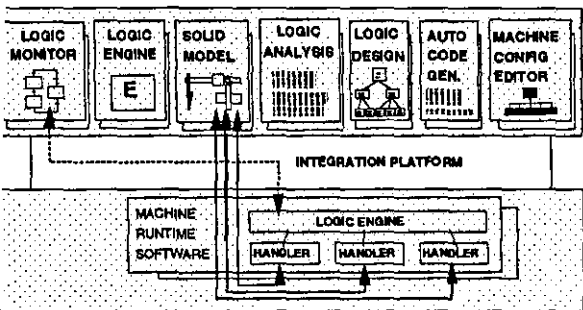 LOGIC
MONITOR
LOGIC
ENGINE
E
SOLID
MODEL
LOGIC
ANALYSIS
LOGIC
DESIGN
AUTO
CODE
GEN.
MACHINE
CONFIG
EDITOR
INTEGRATION PLATFORM
MACHINE
RUNTIME
SOFTWARE
LOGIC ENGINE
HANDLER
HANDLER
HANDLER